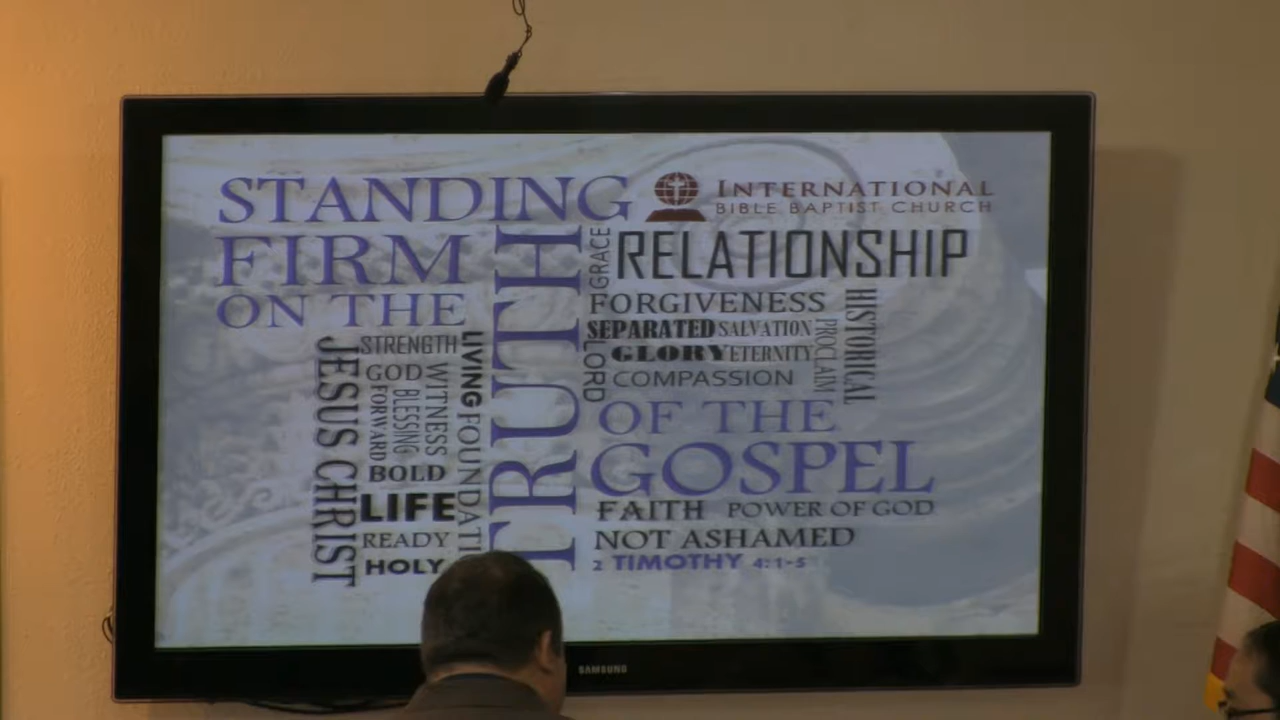 STANDING
FIRM
ON THE
TRUTH
INTERNATIONAL
BIBLE BAPTIST CHURCH
GRACE
RELATIONSHIP
FORGIVENESS
SEPARATED SALVATION
GLORY ETERNITY
COMPASSION
LORD
PROCLAIM
HISTORICAL
JESUS CHRIST
STRENGTH
GOD
FORWARD
BLESSING
WITNESS
LIVING
BOLD
LIFE
READY
HOLY
OF THE
GOSPEL
FAITH POWER OF GOD
NOT ASHAMED
2 TIMOTHY 4:1-5
SAMSUNG